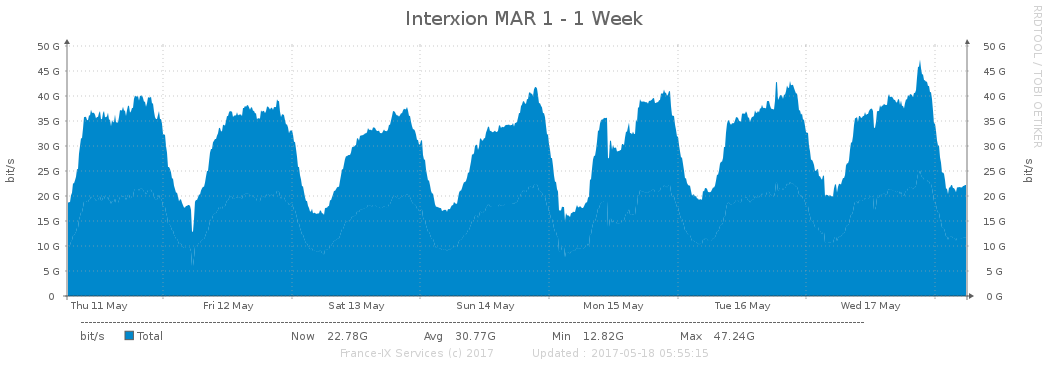 Interxion MAR 1 - 1 Week
RRDTOOL / TOBI OETIKER
50 G 50 G
45 G 45 G
40 G 40 G
35 G 35 G
30 G 30 G
25 G 25 G
20 G 20 G
15 G 15 G
10 G 10 G
5 G 5 G
0 0 G
bit/s bit/s
Thu 11 May Fri 12 May Sat 13 May Sun 14 May Mon 15 May Tue 16 May Wed 17 May
bit/s Total Now 22.78G Avg 30.77G Min 12.82G Max 47.24G
France-IX Services (c) 2017 Updated : 2017-05-18 05:55:15